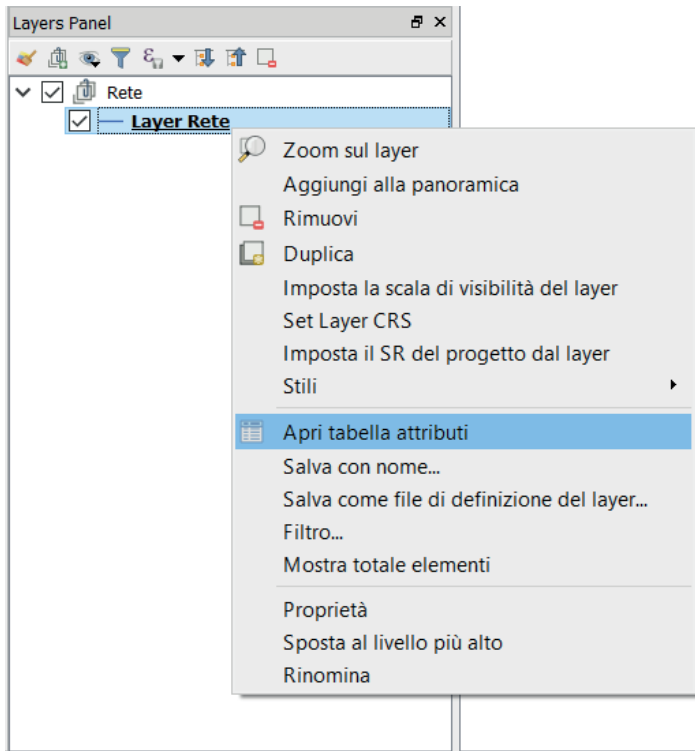 Layers Panel
Rete
Layer Rete
Zoom sul layer
Aggiungi alla panoramica
Rimuovi
Duplica
Imposta la scala di visibilità del layer
Set Layer CRS
Imposta il SR del progetto dal layer
Stili
Apri tabella attributi
Salva con nome...
Salva come file di definizione del layer...
Filtro...
Mostra totale elementi
Proprietà
Sposta al livello più alto
Rinomina